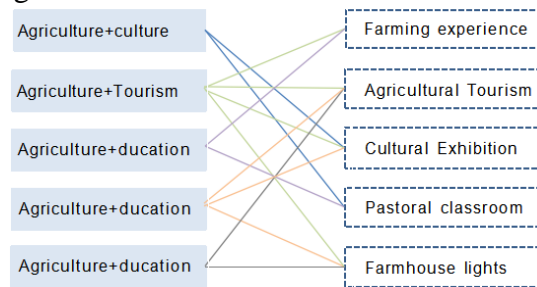 Agriculture+culture
Farming experience
Agriculture+Tourism
Agricultural Tourism
Agriculture+ducation
Cultural Exhibition
Agriculture+ducation
Pastoral classroom
Agriculture+ducation
Farmhouse lights